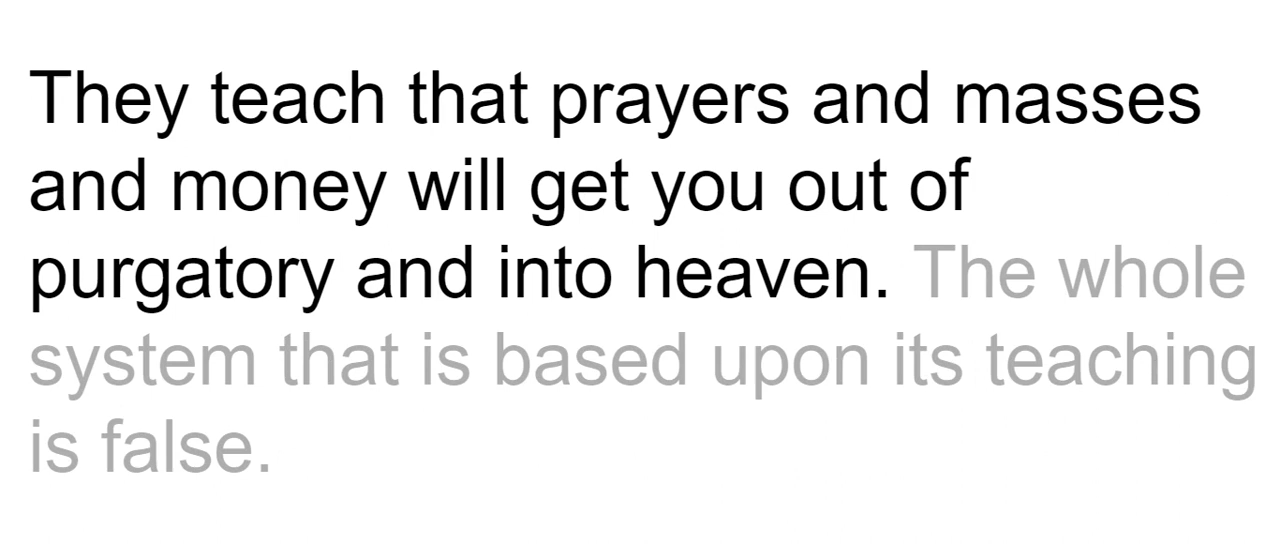 They teach that prayers and masses
and money will get you out of
purgatory and into heaven. The whole
system that is based upon its teaching
is false.